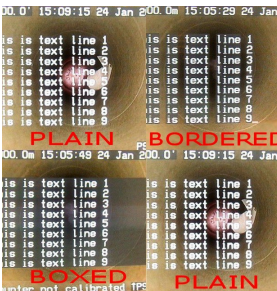 00.0' 15:09:15 24 Jan 2
is is text line 1
is is text line 2
is is text line 3
is is text line 4
is is text line 5
is is text line 6
is is text line 7
is is text line 8
is is text line 9
PLAIN
PS
00.0m 15:05:29 24 Jan
is is text line 1
is is text line 2
is is text line 3
is is text line 4
is is text line 5
is is text line 6
is is text line 7
is is text line 8
is is text line 9
BORDERED
00.0m 15:05:49 24 Jan 2
is is text line 1
is is text line 2
is is text line 3
is is text line 4
is is text line 5
is is text line 6
is is text line 7
is is text line 8
is is text line 9
BOXED
unter not calibrated !PS
00.0' 15:09:15 24 Jan
is is text line 1
is is text line 2
is is text line 3
is is text line 4
is is text line 5
is is text line 6
is is text line 7
is is text line 8
is is text line 9
PLAIN